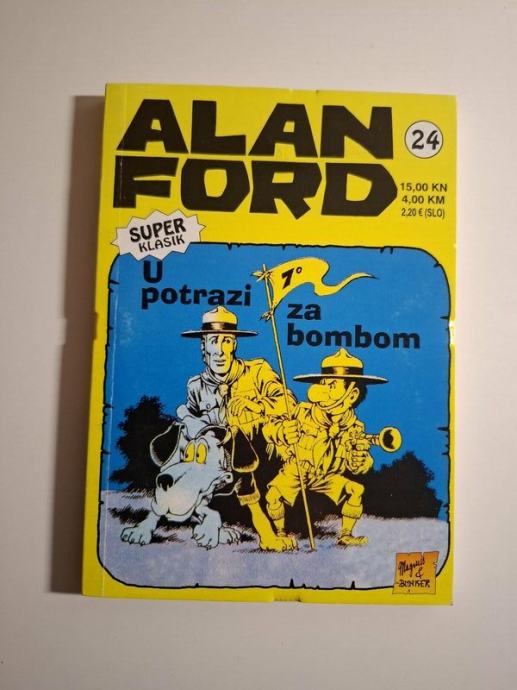 ALAN
FORD
24
15,00 KN
4,00 KM
2,20 € (SLO)
SUPER
KLASIK
U
potrazi
za
bombom
7°
Magnus
&
BUNKER